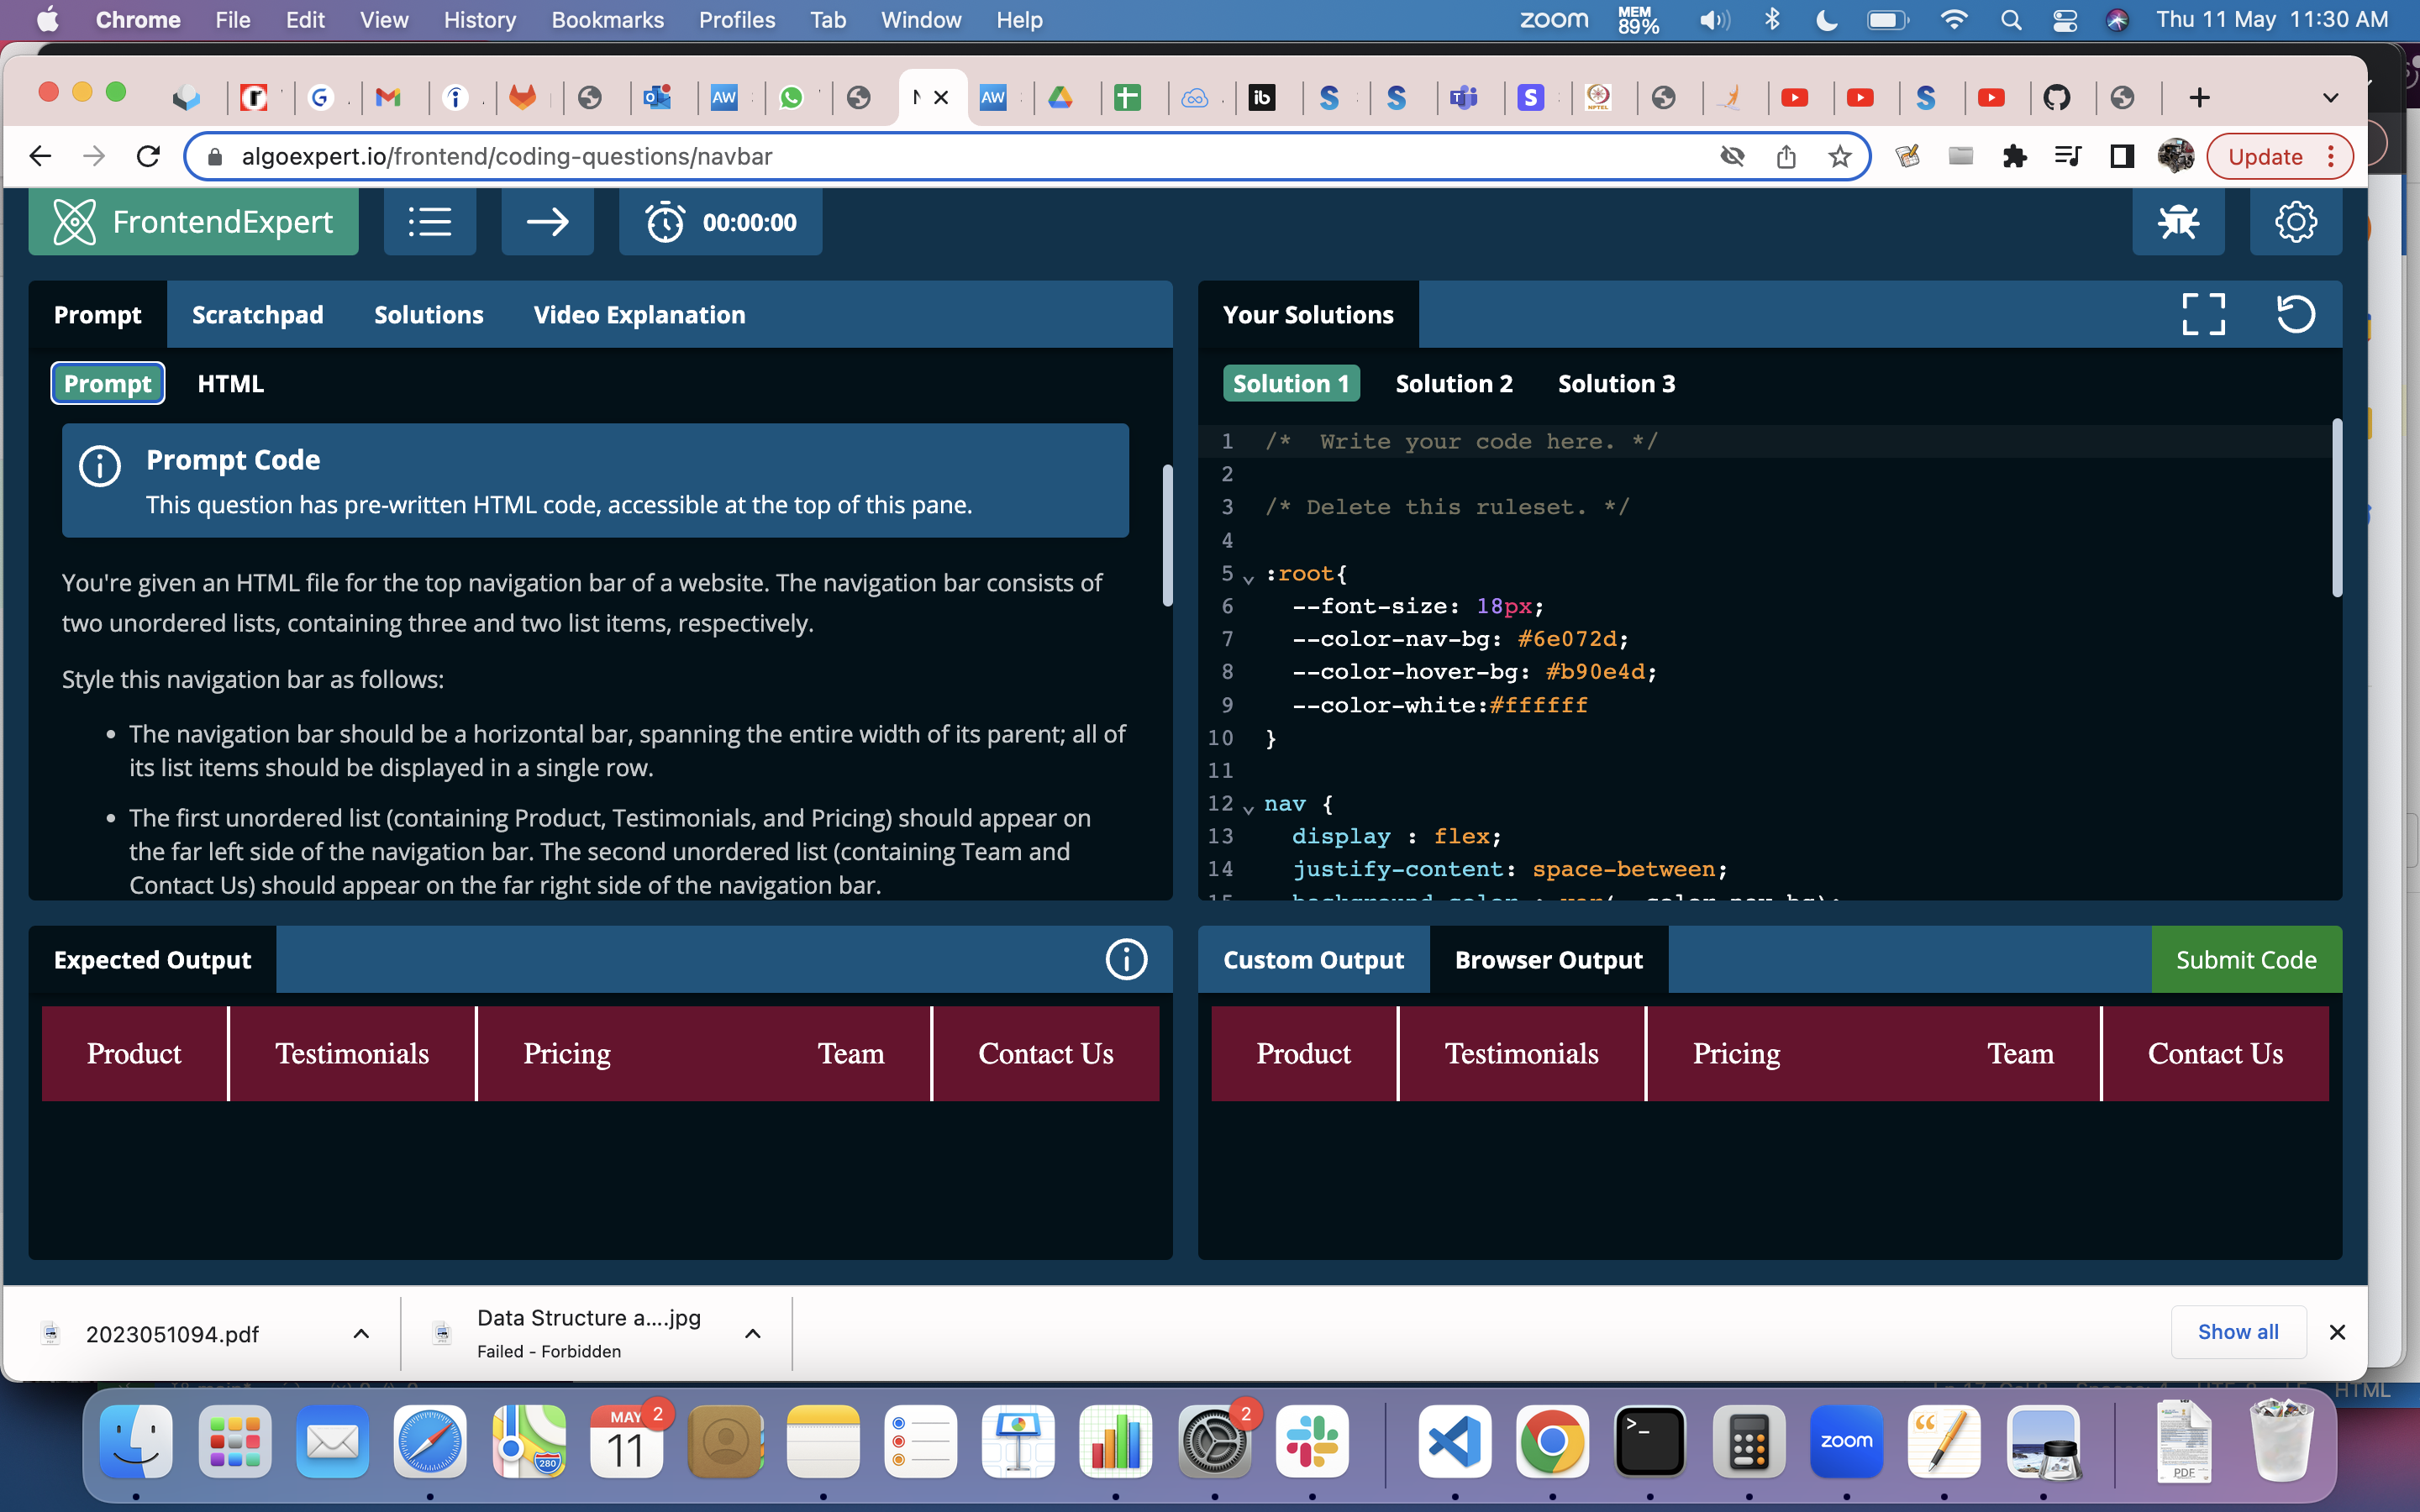 Chrome File Edit View History Bookmarks Profiles Tab Window Help zoom MEM 89% Thu 11 May 11:30 AM
algoexpert.io/frontend/coding-questions/navbar Update
FrontendExpert 00:00:00
Prompt Scratchpad Solutions Video Explanation
Prompt HTML
Prompt Code
This question has pre-written HTML code, accessible at the top of this pane.
You're given an HTML file for the top navigation bar of a website. The navigation bar consists of
two unordered lists, containing three and two list items, respectively.
Style this navigation bar as follows:
• The navigation bar should be a horizontal bar, spanning the entire width of its parent; all of
its list items should be displayed in a single row.
• The first unordered list (containing Product, Testimonials, and Pricing) should appear on
the far left side of the navigation bar. The second unordered list (containing Team and
Contact Us) should appear on the far right side of the navigation bar.
Your Solutions
Solution 1 Solution 2 Solution 3
1 /*  Write your code here. */
2
3 /* Delete this ruleset. */
4
5 :root{
6 --font-size: 18px;
7 --color-nav-bg: #6e072d;
8 --color-hover-bg: #b90e4d;
9 --color-white:#ffffff
10 }
11
12 nav {
13 display : flex;
14 justify-content: space-between;
Expected Output
Product Testimonials Pricing Team Contact Us
Custom Output Browser Output Submit Code
Product Testimonials Pricing Team Contact Us
2023051094.pdf
Data Structure a....jpg
Failed - Forbidden
Show all
HTML
MAY 2
11
280
2
zoom
PDF